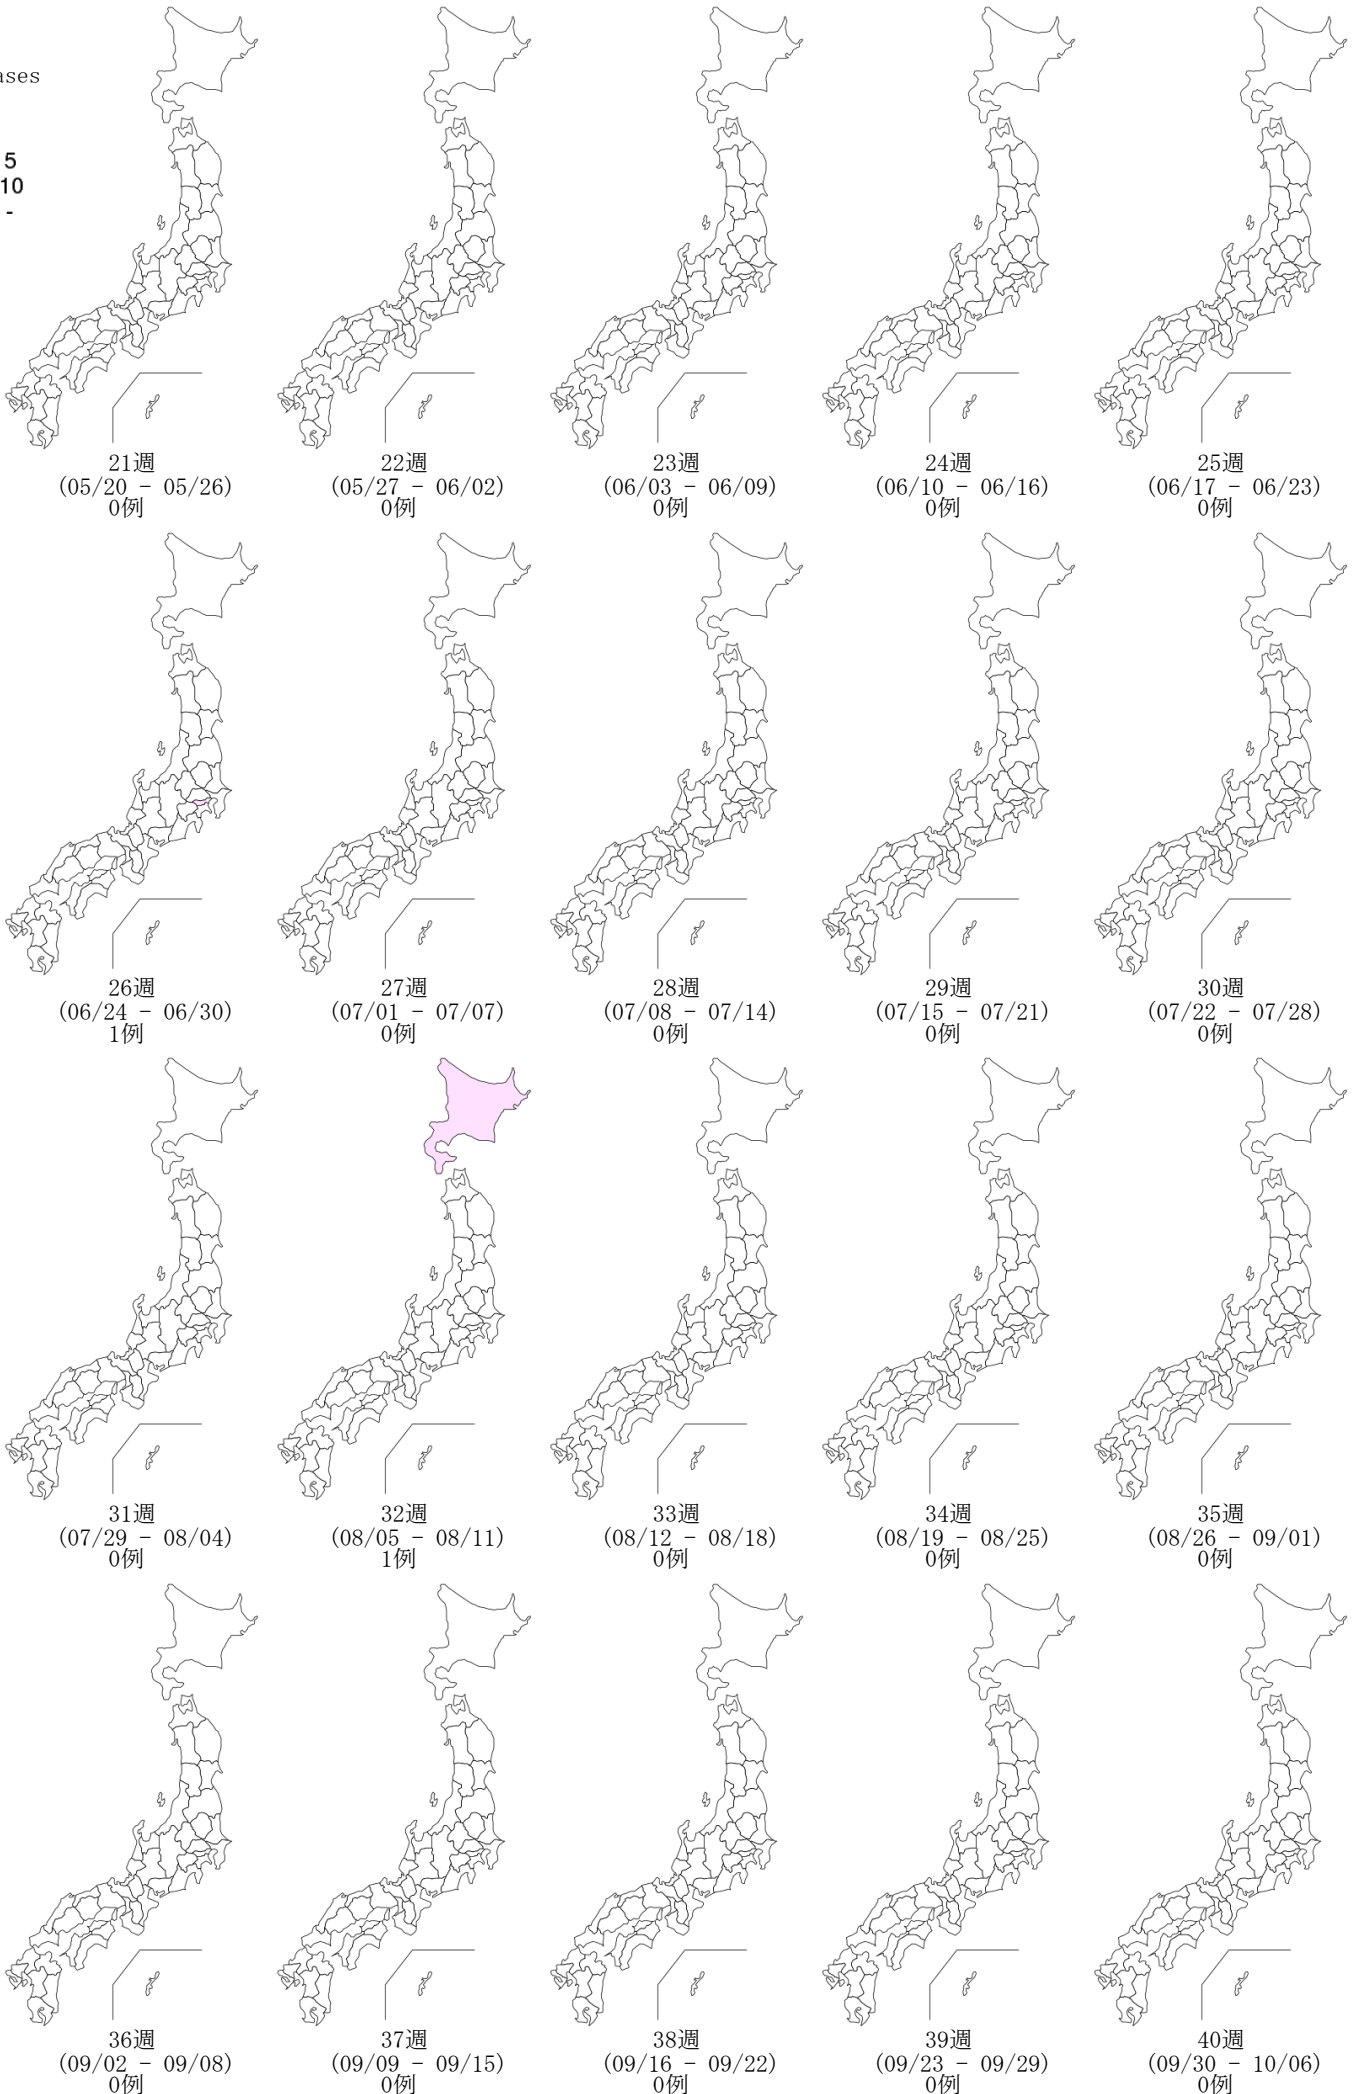 ases
5
10
-
21週
(05/20 - 05/26)
0例
22週
(05/27 - 06/02)
0例
23週
(06/03 - 06/09)
0例
24週
(06/10 - 06/16)
0例
25週
(06/17 - 06/23)
0例
26週
(06/24 - 06/30)
1例
27週
(07/01 - 07/07)
0例
28週
(07/08 - 07/14)
0例
29週
(07/15 - 07/21)
0例
30週
(07/22 - 07/28)
0例
31週
(07/29 - 08/04)
0例
32週
(08/05 - 08/11)
1例
33週
(08/12 - 08/18)
0例
34週
(08/19 - 08/25)
0例
35週
(08/26 - 09/01)
0例
36週
(09/02 - 09/08)
0例
37週
(09/09 - 09/15)
0例
38週
(09/16 - 09/22)
0例
39週
(09/23 - 09/29)
0例
40週
(09/30 - 10/06)
0例